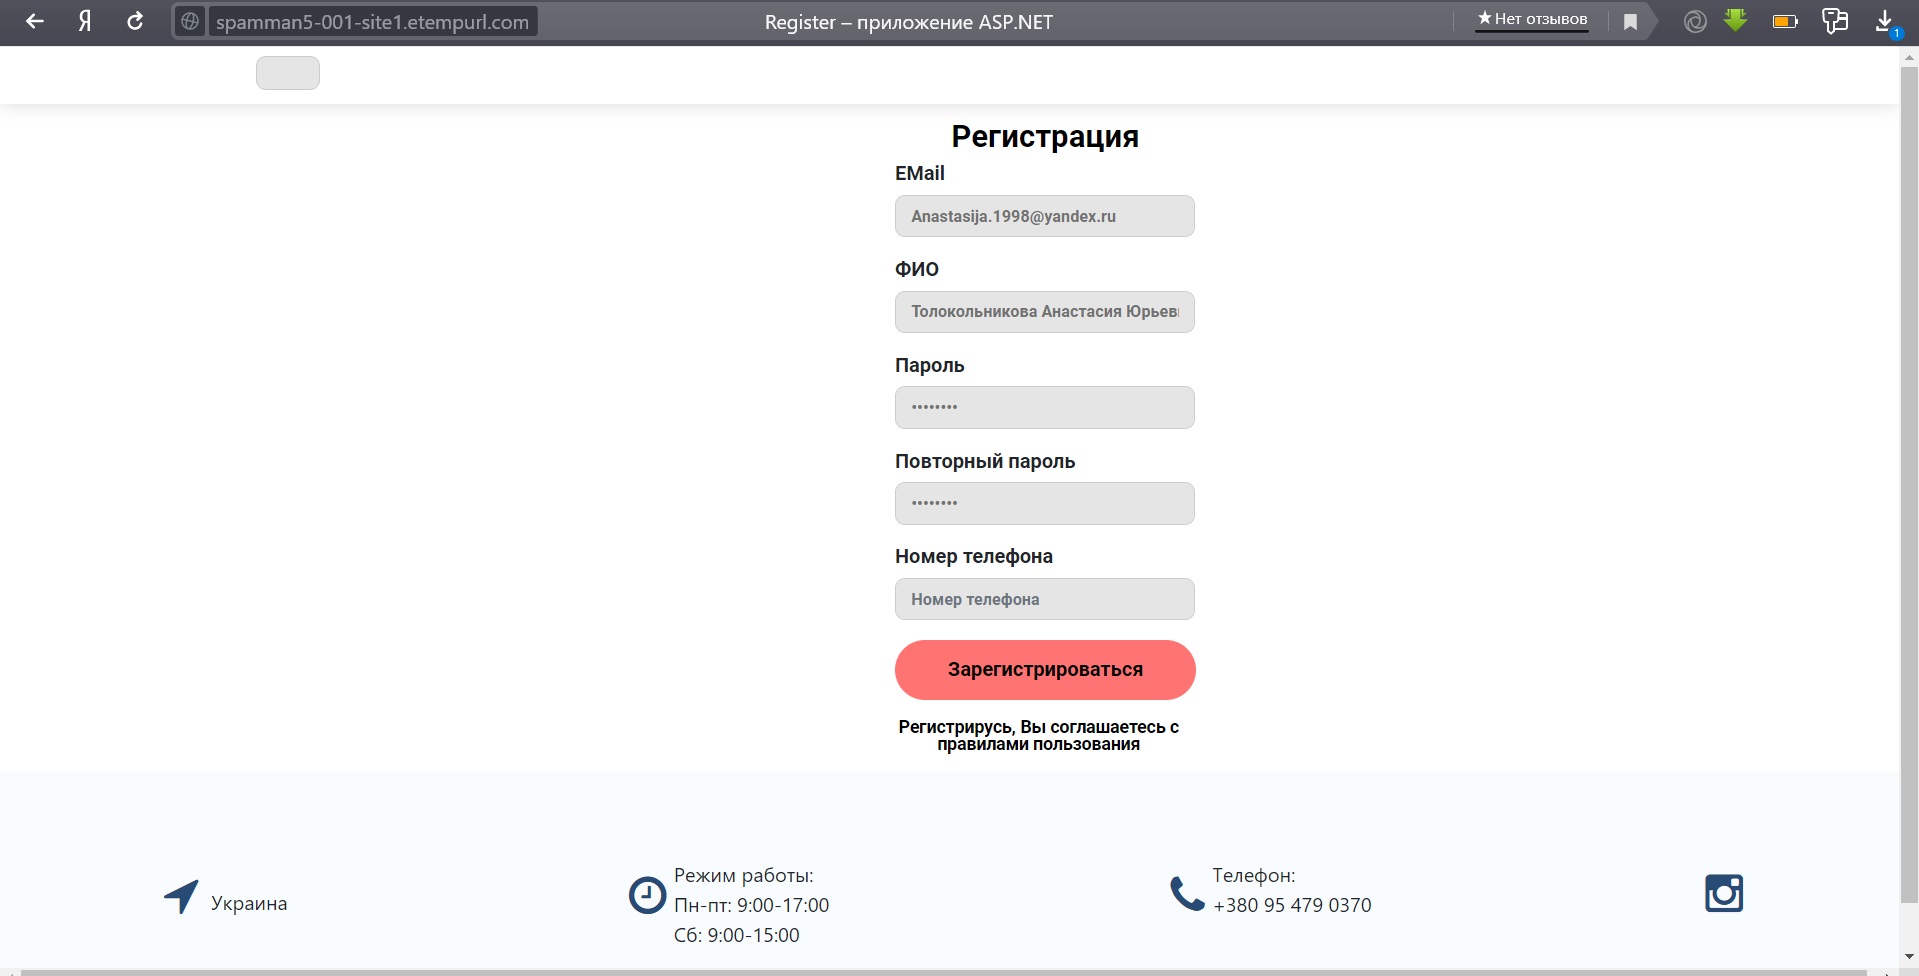 Я
spamman5-001-site1.etempurl.com
Register – приложение ASP.NET
★Нет отзывов
1
Регистрация
EMail
Anastasija.1998@yandex.ru
ФИО
Толокольникова Анастасия Юрьев
Пароль
••••••••
Повторный пароль
••••••••
Номер телефона
Номер телефона
Зарегистрироваться
Регистрирусь, Вы соглашаетесь с
правилами пользования
Украина
Режим работы:
Пн-пт: 9:00-17:00
Сб: 9:00-15:00
Телефон:
+380 95 479 0370